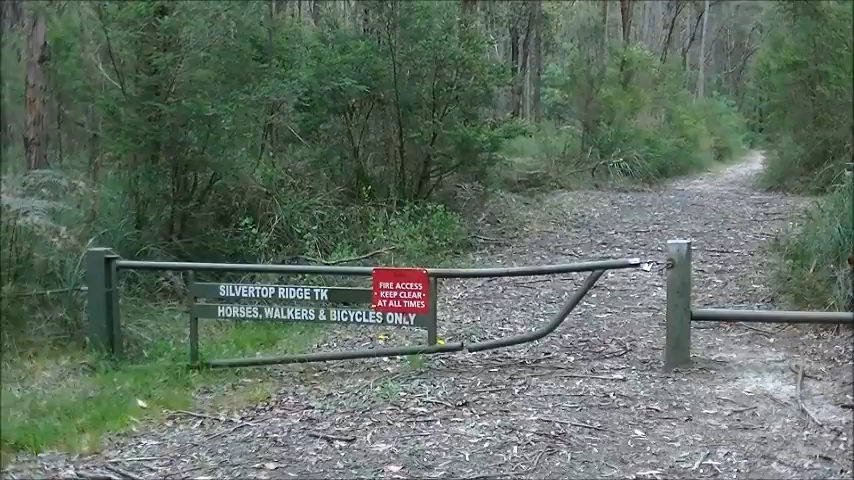 SILVERTOP RIDGE TK
HORSES, WALKERS & BICYCLES ONLY
FIRE ACCESS
KEEP CLEAR
AT ALL TIMES